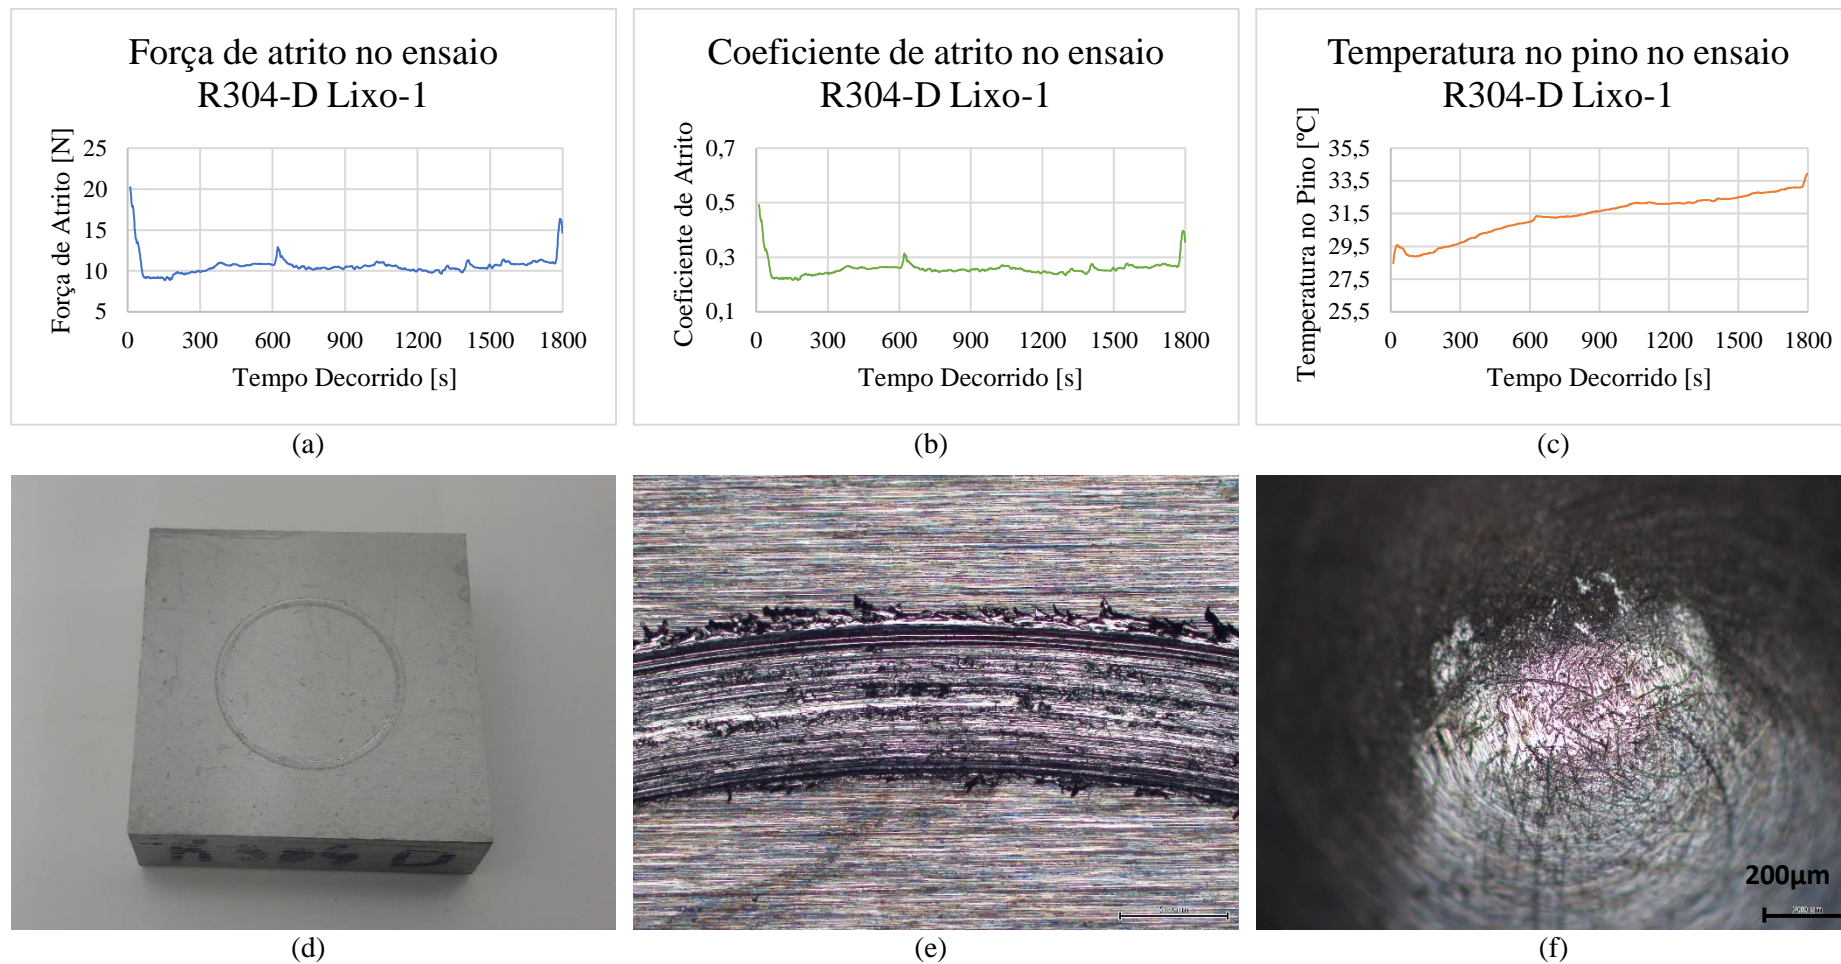 Força de atrito no ensaio
R304-D Lixo-1
Força de Atrito [N]
25
20
15
10
5
0 300 600 900 1200 1500 1800
Tempo Decorrido [s]
(a)
Coeficiente de atrito no ensaio
R304-D Lixo-1
Coeficiente de Atrito
0,7
0,5
0,3
0,1
0 300 600 900 1200 1500 1800
Tempo Decorrido [s]
(b)
Temperatura no pino no ensaio
R304-D Lixo-1
Temperatura no Pino [ºC]
35,5
33,5
31,5
29,5
27,5
25,5
0 300 600 900 1200 1500 1800
Tempo Decorrido [s]
(c)
(d)
(e)
200μm
200 μm
(f)